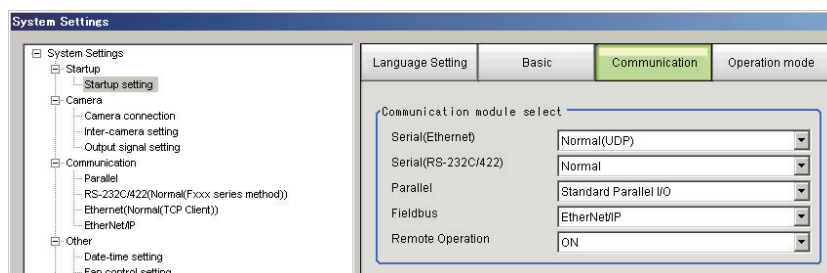 System Settings
System Settings
Startup
Startup setting
Camera
Camera connection
Inter-camera setting
Output signal setting
Communication
Parallel
RS-232C/422(Normal(Fxxx series method))
Ethernet(Normal(TCP Client))
EtherNet/IP
Other
Date-time setting
Fan control setting
Language Setting Basic Communication Operation mode
Communication module select
Serial(Ethernet) Normal(UDP)
Serial(RS-232C/422) Normal
Parallel Standard Parallel I/O
Fieldbus EtherNet/IP
Remote Operation ON